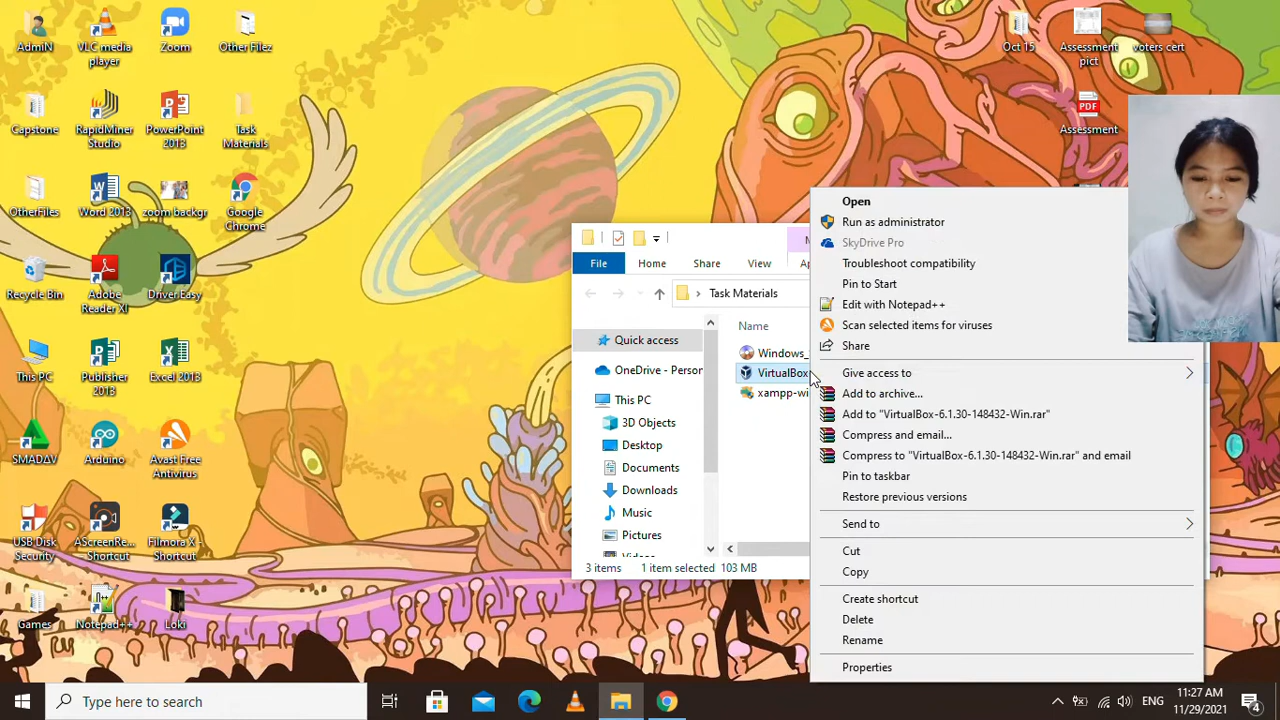 AdmiN
VLC media
player
Zoom
Other Filez
Oct 15
Assessment
pict
voters cert
Capstone
RapidMiner
Studio
PowerPoint
2013
Task
Materials
PDF
Assessment
OtherFiles
Word 2013
zoom backgr
Google
Chrome
Recycle Bin
Adobe
Reader XI
Driver Easy
This PC
Publisher
2013
Excel 2013
SMADΔV
Arduino
Avast Free
Antivirus
USB Disk
Security
AScreenRe...
- Shortcut
Filmora X -
Shortcut
Games
Notepad++
Loki
File
Home
Share
View
Task Materials
Name
Quick access
OneDrive - Person
This PC
3D Objects
Desktop
Documents
Downloads
Music
Pictures
Videos
Windows_
VirtualBox
xampp-wi
3 items
1 item selected 103 MB
Open
Run as administrator
SkyDrive Pro
Troubleshoot compatibility
Pin to Start
Edit with Notepad++
Scan selected items for viruses
Share
Give access to
Add to archive...
Add to "VirtualBox-6.1.30-148432-Win.rar"
Compress and email...
Compress to "VirtualBox-6.1.30-148432-Win.rar" and email
Pin to taskbar
Restore previous versions
Send to
Cut
Copy
Create shortcut
Delete
Rename
Properties
Type here to search
ENG
11:27 AM
11/29/2021
4